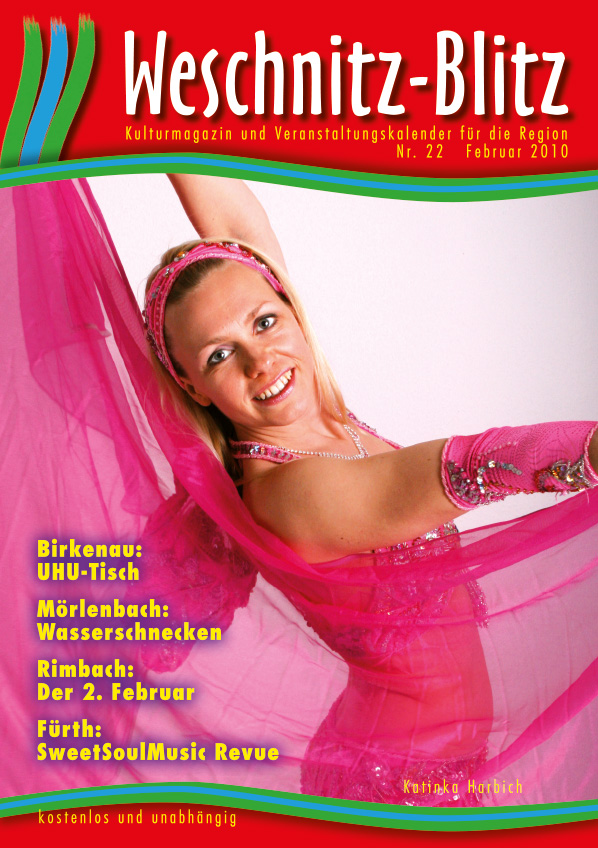 Weschnitz-Blitz
Kulturmagazin und Veranstaltungskalender für die Region
Nr. 22 Februar 2010
Birkenau:
UHU-Tisch
Mörlenbach:
Wasserschnecken
Rimbach:
Der 2. Februar
Fürth:
SweetSoulMusic Revue
Katinka Harbich
kostenlos und unabhängig